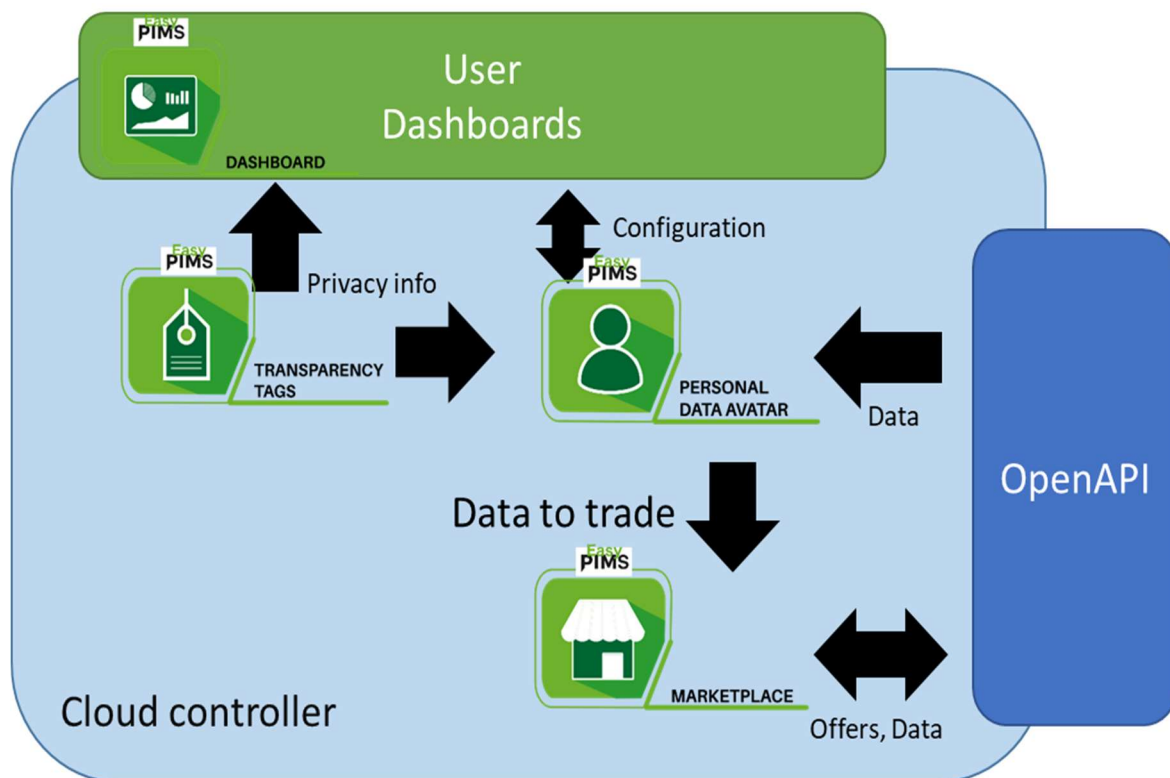 Easy
PIMS
User
Dashboards
DASHBOARD
Configuration
Easy
PIMS
Privacy info
Easy
PIMS
TRANSPARENCY
TAGS
PERSONAL
DATA AVATAR
Data
OpenAPI
Data to trade
Easy
PIMS
MARKETPLACE
Cloud controller
Offers, Data